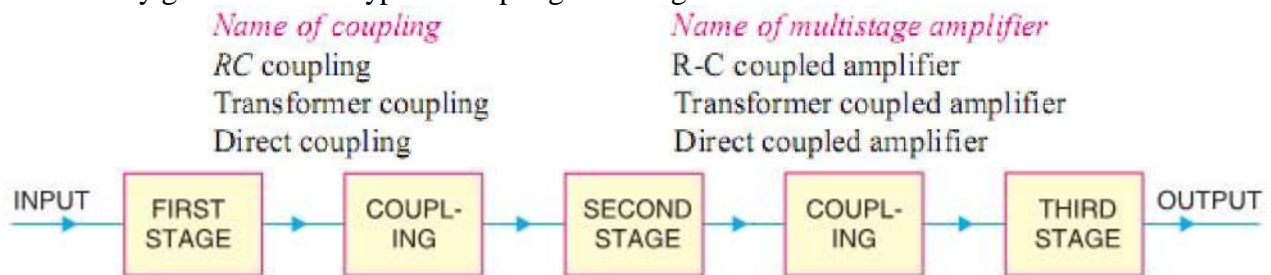 Name of coupling Name of multistage amplifier
RC coupling R-C coupled amplifier
Transformer coupling Transformer coupled amplifier
Direct coupling Direct coupled amplifier
INPUT
FIRST
STAGE
COUPL-
ING
SECOND
STAGE
COUPL-
ING
THIRD
STAGE
OUTPUT